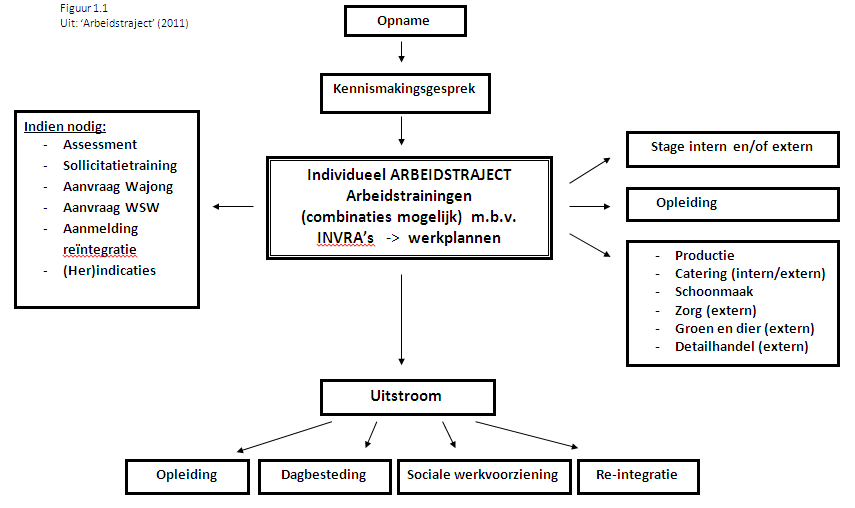 Figuur 1.1
Uit: ‘Arbeidstraject’ (2011)
Opname
Kennismakingsgesprek
Indien nodig:
- Assessment
- Sollicitatietraining
- Aanvraag Wajong
- Aanvraag WSW
- Aanmelding
reïntegratie
- (Her)indicaties
Individueel ARBEIDSTRAJECT
Arbeidstrainingen
(combinaties mogelijk) m.b.v.
INVRA’s -> werkplannen
Stage intern en/of extern
Opleiding
- Productie
- Catering (intern/extern)
- Schoonmaak
- Zorg (extern)
- Groen en dier (extern)
- Detailhandel (extern)
Uitstroom
Opleiding
Dagbesteding
Sociale werkvoorziening
Re-integratie